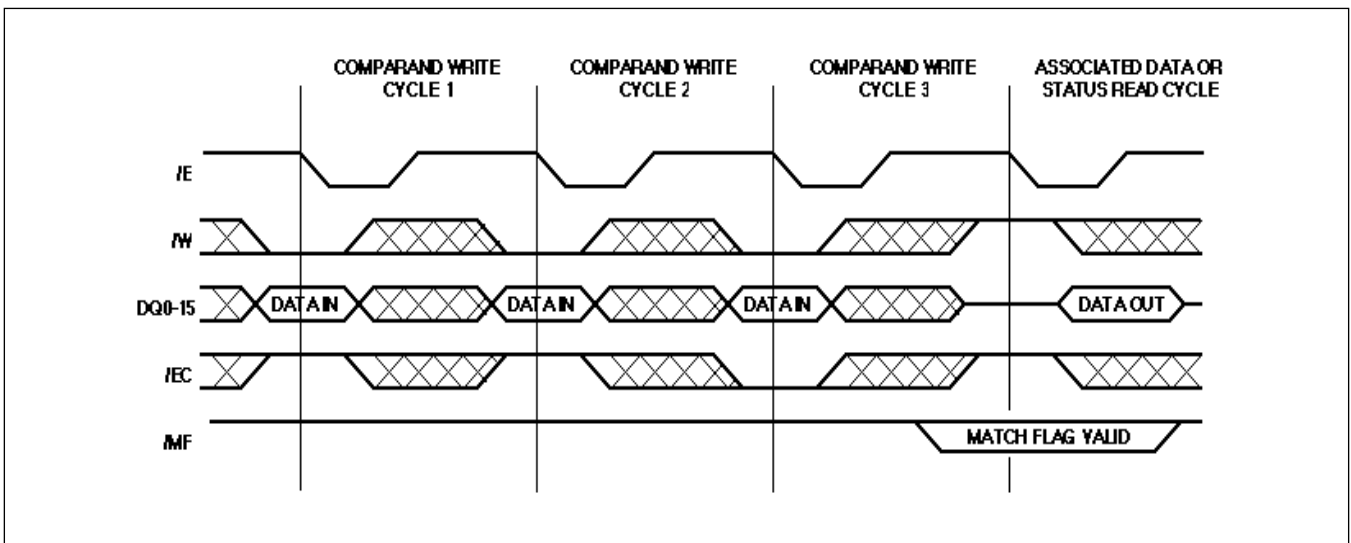 COMPARAND WRITE
CYCLE 1
COMPARAND WRITE
CYCLE 2
COMPARAND WRITE
CYCLE 3
ASSOCIATED DATA OR
STATUS READ CYCLE
/E
/W
DQ0-15
DATA IN
DATA IN
DATA IN
DATA OUT
/EC
/MF
MATCH FLAG VALID